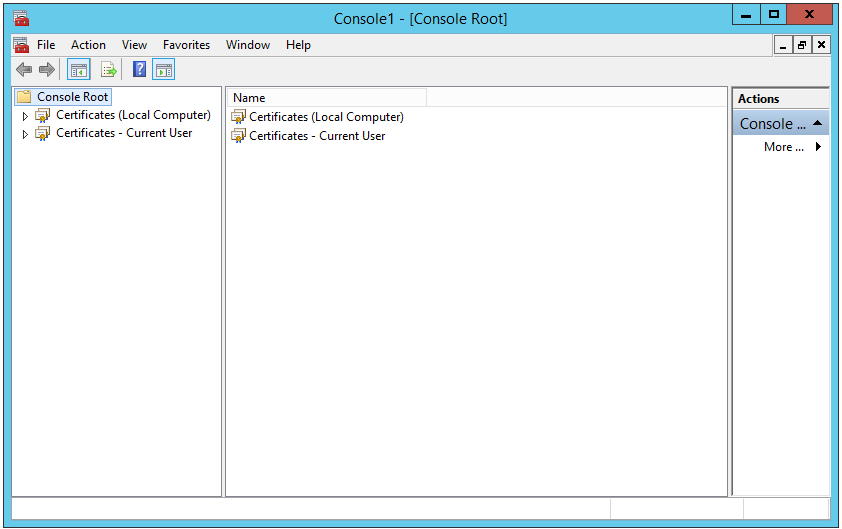 Console1 - [Console Root]
File Action View Favorites Window Help
Console Root
Certificates (Local Computer)
Certificates - Current User
Name
Certificates (Local Computer)
Certificates - Current User
Actions
Console ...
More ...